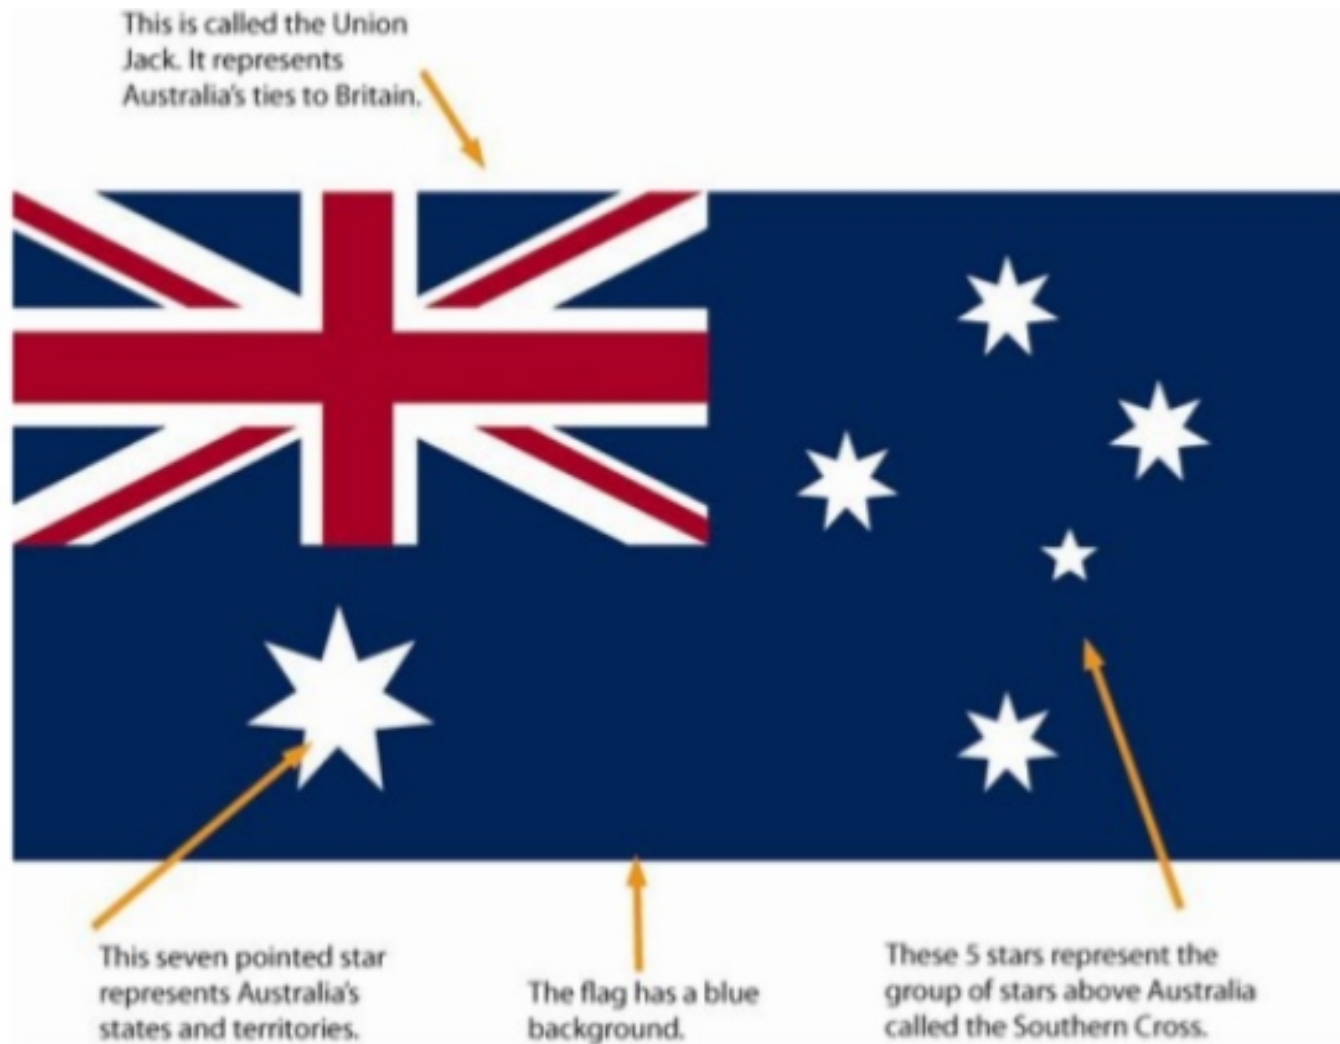 This is called the Union
Jack. It represents
Australia's ties to Britain.
This seven pointed star
represents Australia's
states and territories.
The flag has a blue
background.
These 5 stars represent the
group of stars above Australia
called the Southern Cross.